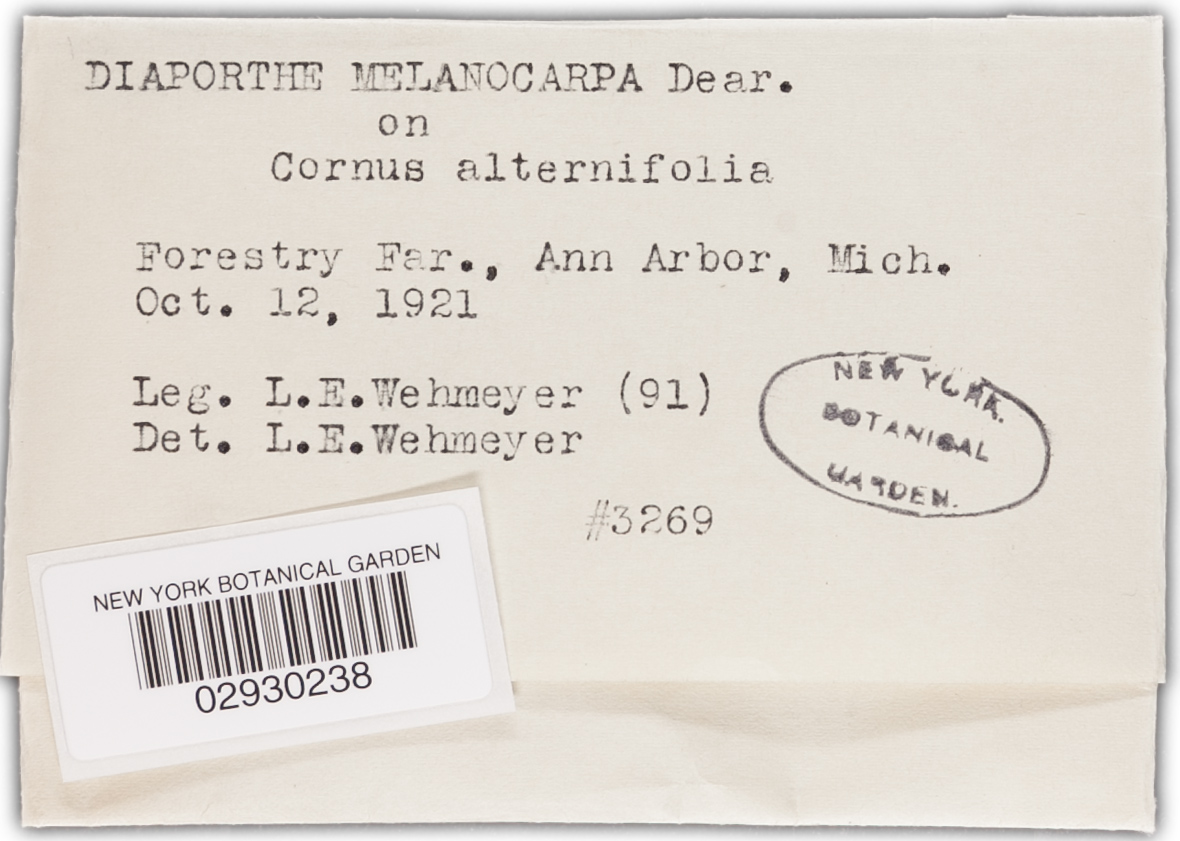 DIAPORTHE MELANOCARPA Dear.
on
Cornus alternifolia
Forestry Far., Ann Arbor, Mich.
Oct. 12, 1921
Leg. L.E.Wehmeyer (91)
Det. L.E.Wehmeyer
#3269
NEW YORK
BOTANICAL
GARDEN.
NEW YORK BOTANICAL GARDEN
02930238